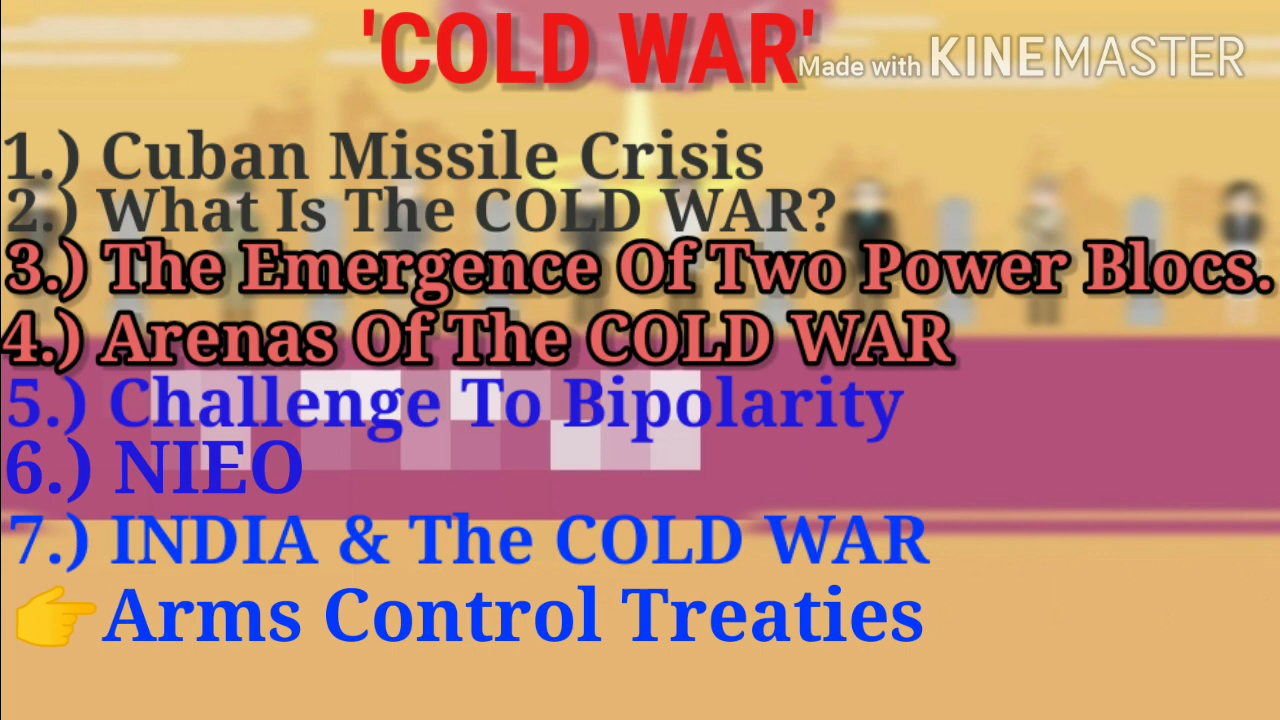 'COLD WAR'
Made with KINEMASTER
1.) Cuban Missile Crisis
2.) What Is The COLD WAR?
3.) The Emergence Of Two Power Blocs.
4.) Arenas Of The COLD WAR
5.) Challenge To Bipolarity
6.) NIEO
7.) INDIA & The COLD WAR
👉Arms Control Treaties